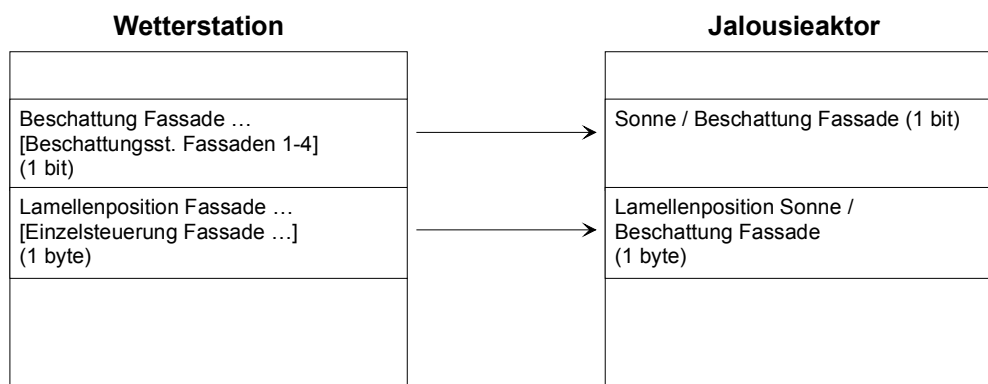 Wetterstation
Jalousieaktor
Beschattung Fassade …
[Beschattungsst. Fassaden 1-4]
(1 bit)
Sonne / Beschattung Fassade (1 bit)
Lamellenposition Fassade …
[Einzelsteuerung Fassade …]
(1 byte)
Lamellenposition Sonne /
Beschattung Fassade
(1 byte)